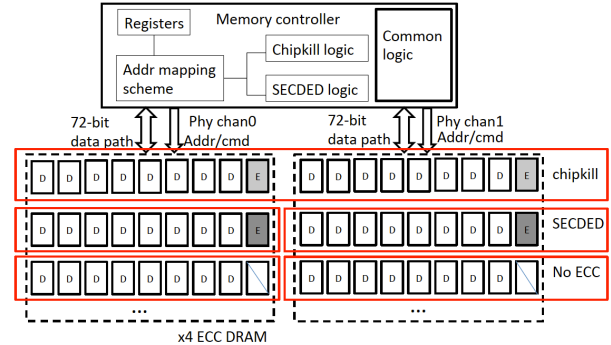 Memory controller
Registers
Addr mapping
scheme
Chipkill logic
SECDED logic
Common
logic
72-bit
data path
Phy chan0
Addr/cmd
72-bit
data path
Phy chan1
Addr/cmd
D D D D D D D D E
D D D D D D D D E
chipkill
D D D D D D D D E
D D D D D D D D E
SECDED
D D D D D D D D
D D D D D D D D
No ECC
...
...
x4 ECC DRAM